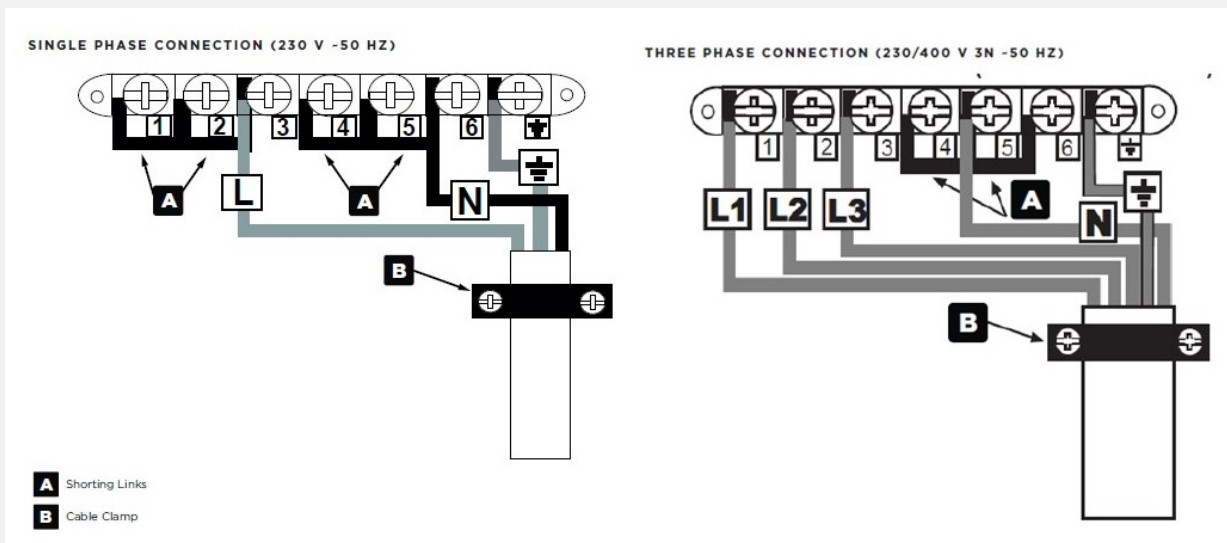 SINGLE PHASE CONNECTION (230 V ~50 HZ)
1 2 3 4 5 6
A A
L N
B
A Shorting Links
B Cable Clamp
THREE PHASE CONNECTION (230/400 V 3N ~50 HZ)
1 2 3 4 5 6
L1 L2 L3 A
N
B